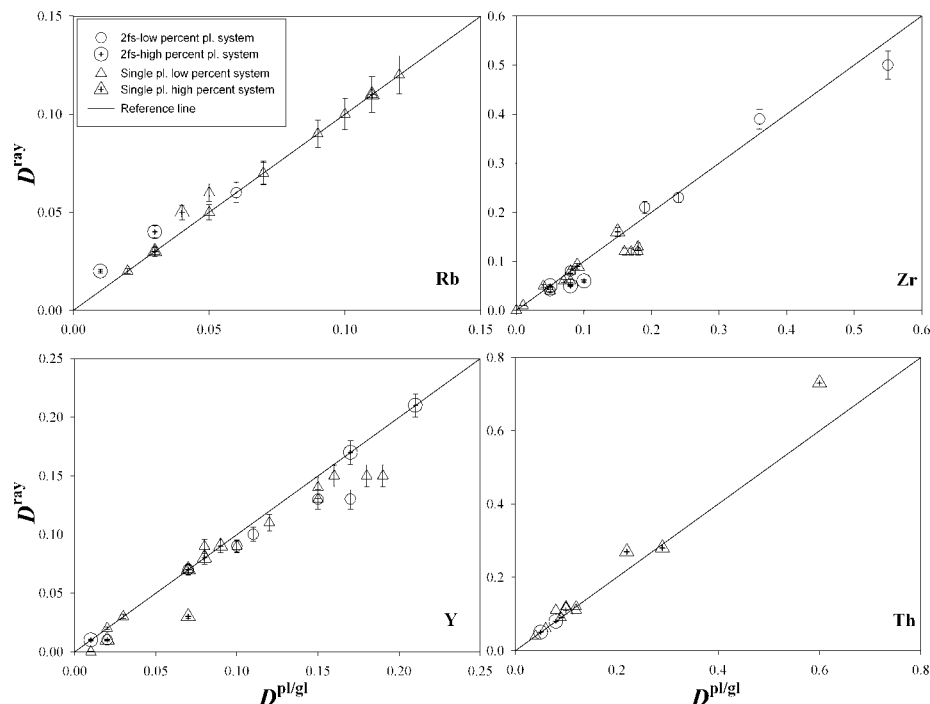 2fs-low percent pl. system
2fs-high percent pl. system
Single pl. low percent system
Single pl. high percent system
Reference line
0.15
0.10
0.05
0.00
D^ray
Rb
0.00 0.05 0.10 0.15
0.6
0.5
0.4
0.3
0.2
0.1
0.0
Zr
0.0 0.1 0.2 0.3 0.4 0.5 0.6
0.25
0.20
0.15
0.10
0.05
0.00
D^ray
Y
0.00 0.05 0.10 0.15 0.20 0.25
D^pl/gl
0.8
0.6
0.4
0.2
0.0
Th
0.0 0.2 0.4 0.6 0.8
D^pl/gl